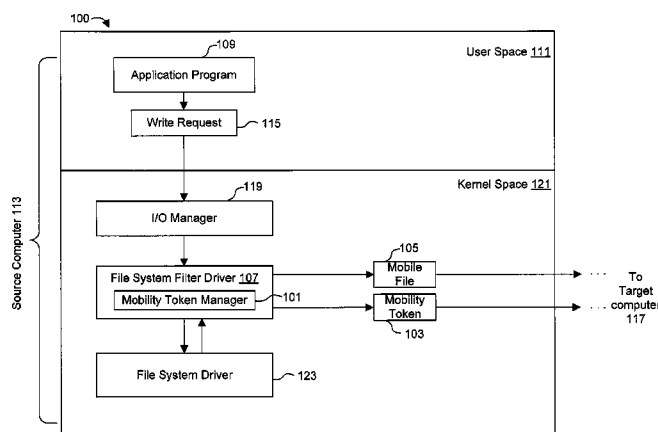 100
109
User Space 111
Application Program
Write Request
115
Source Computer 113
Kernel Space 121
119
I/O Manager
105
Mobile
File
File System Filter Driver 107
Mobility Token Manager
101
Mobility
Token
103
To
Target
computer
117
File System Driver
123